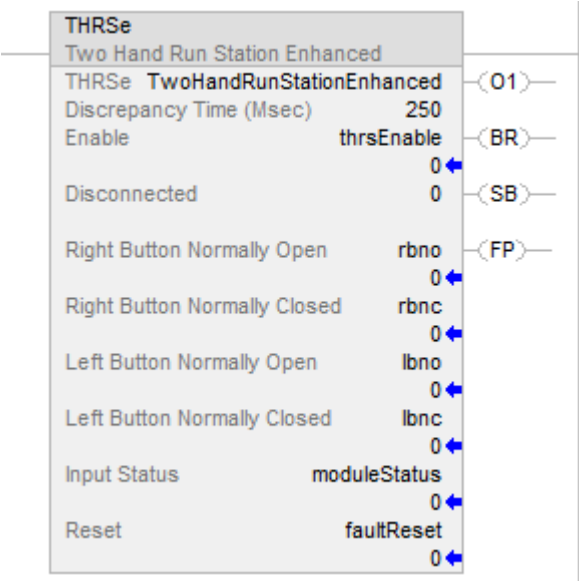 THRSe
Two Hand Run Station Enhanced
THRSe TwoHandRunStationEnhanced (O1)
Discrepancy Time (Msec) 250
Enable thrsEnable (BR)
0
Disconnected 0 (SB)
Right Button Normally Open rbno (FP)
0
Right Button Normally Closed rbnc
0
Left Button Normally Open lbno
0
Left Button Normally Closed lbnc
0
Input Status moduleStatus
0
Reset faultReset
0